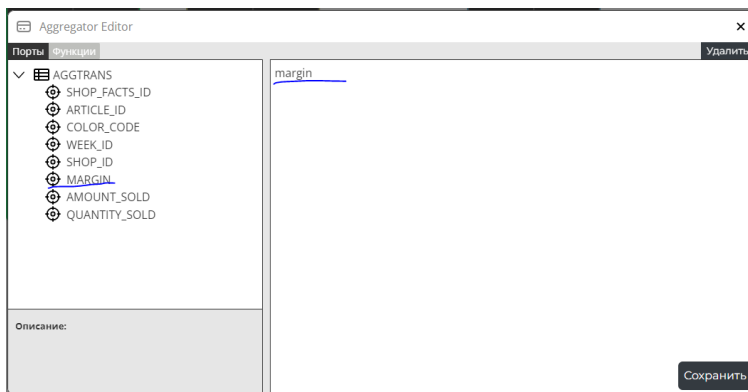 Aggregator Editor
Порты Функции Удалить
AGGTRANS
SHOP_FACTS_ID
ARTICLE_ID
COLOR_CODE
WEEK_ID
SHOP_ID
MARGIN
AMOUNT_SOLD
QUANTITY_SOLD
margin
Описание:
Сохранить